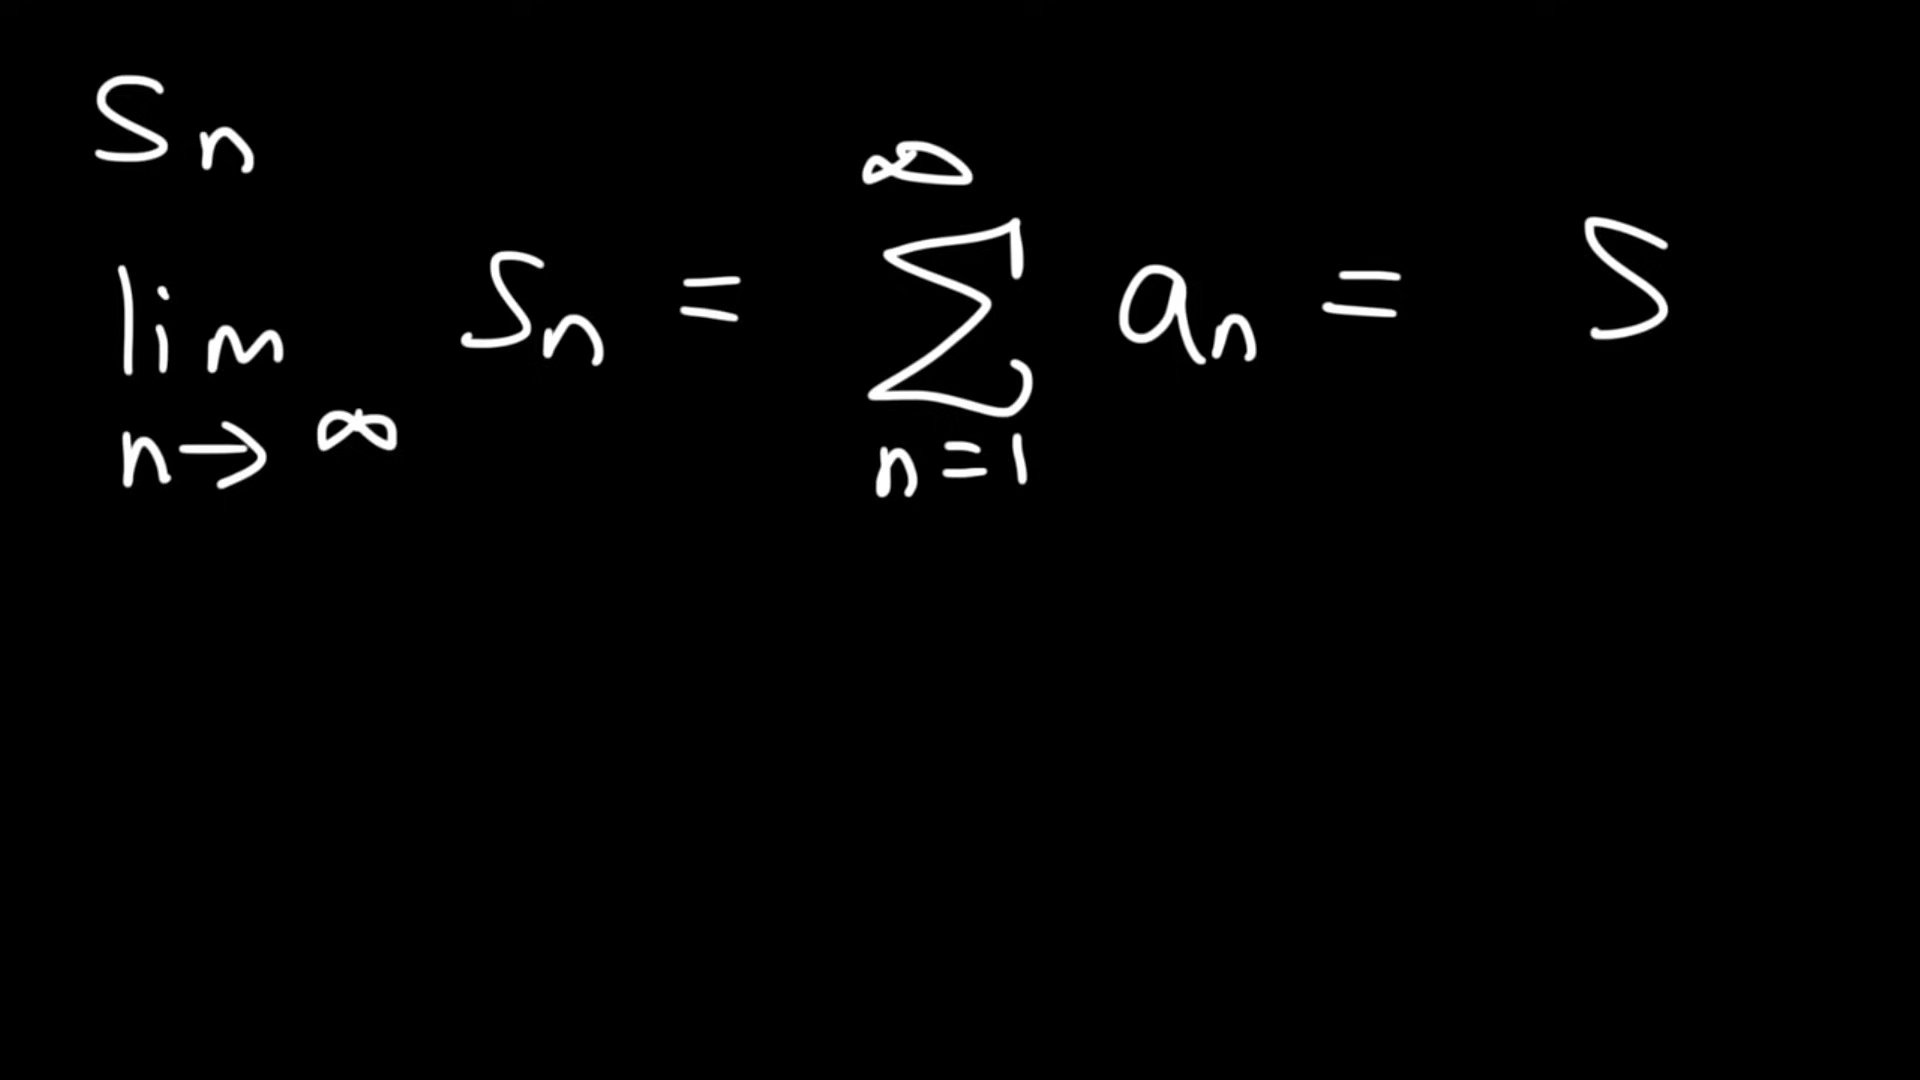 Sn
lim n→∞ Sn = ∞ ∑ n=1 an = S